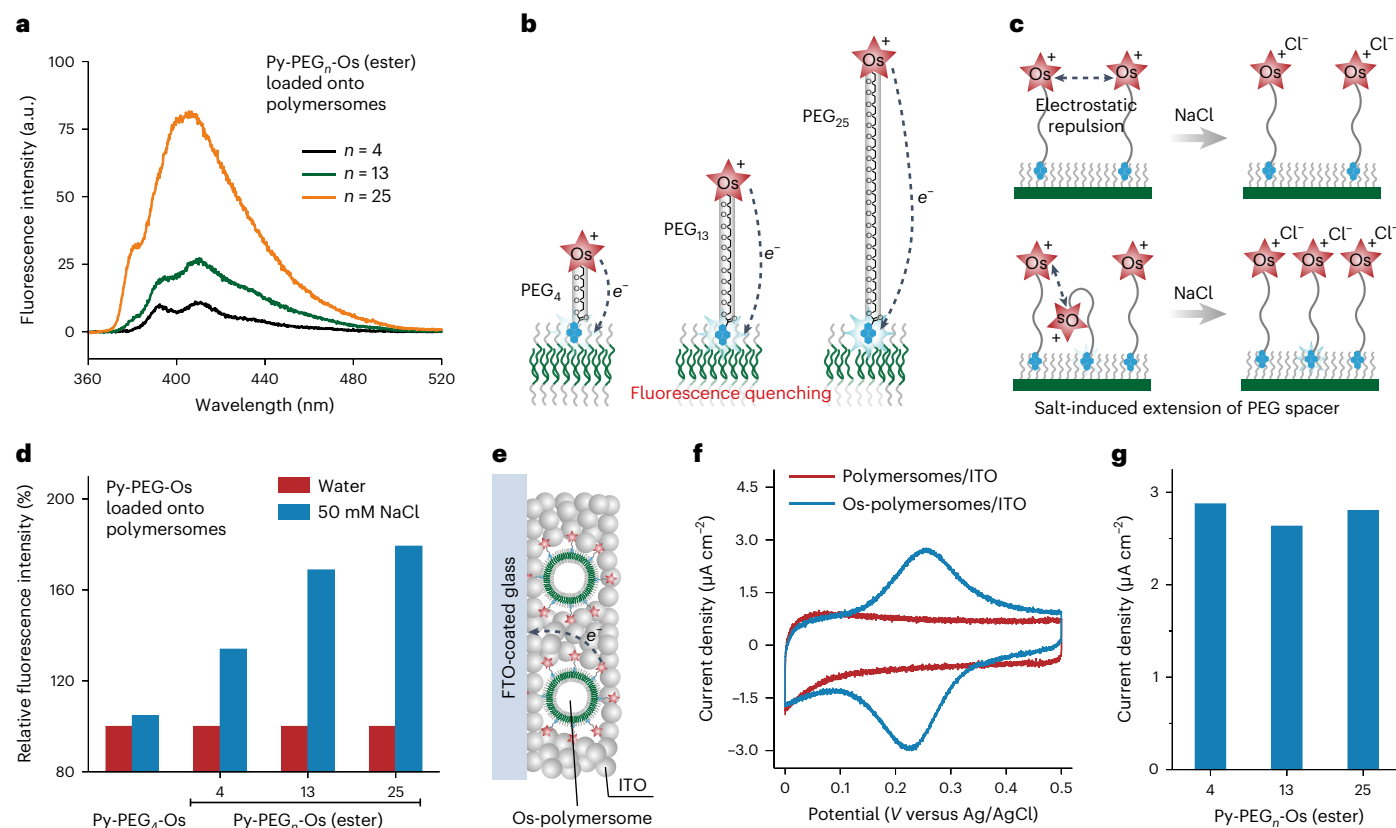 a
Py-PEGn-Os (ester)
loaded onto
polymersomes
n = 4
n = 13
n = 25
100
75
50
25
0
Fluorescence intensity (a.u.)
360
400
440
480
520
Wavelength (nm)
b
Os
+
PEG4
e−
Os
+
PEG13
e−
Os
+
PEG25
e−
Fluorescence quenching
c
Os
+
Os
+
Electrostatic
repulsion
NaCl
Os
+
Cl−
Os
+
Cl−
Os
+
Os
+
Os
+
NaCl
Os
+
Cl−
Os
+
Cl−
Os
+
Cl−
Salt-induced extension of PEG spacer
d
Py-PEG-Os
loaded onto
polymersomes
Water
50 mM NaCl
200
160
120
80
Relative fluorescence intensity (%)
4
13
25
Py-PEG4-Os
Py-PEGn-Os (ester)
e
FTO-coated glass
e−
ITO
Os-polymersome
f
Polymersomes/ITO
Os-polymersomes/ITO
4.5
3.0
1.5
0
–1.5
–3.0
Current density (µA cm−2)
0
0.1
0.2
0.3
0.4
0.5
Potential (V versus Ag/AgCl)
g
3
2
1
0
Current density (µA cm−2)
4
13
25
Py-PEGn-Os (ester)